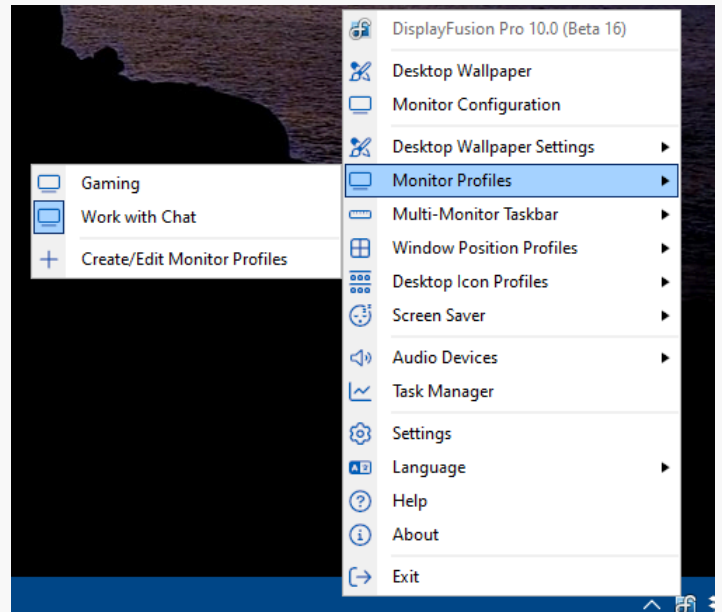 DisplayFusion Pro 10.0 (Beta 16)
Desktop Wallpaper
Monitor Configuration
Desktop Wallpaper Settings
Monitor Profiles
Multi-Monitor Taskbar
Window Position Profiles
Desktop Icon Profiles
Screen Saver
Audio Devices
Task Manager
Settings
Language
Help
About
Exit
Gaming
Work with Chat
Create/Edit Monitor Profiles